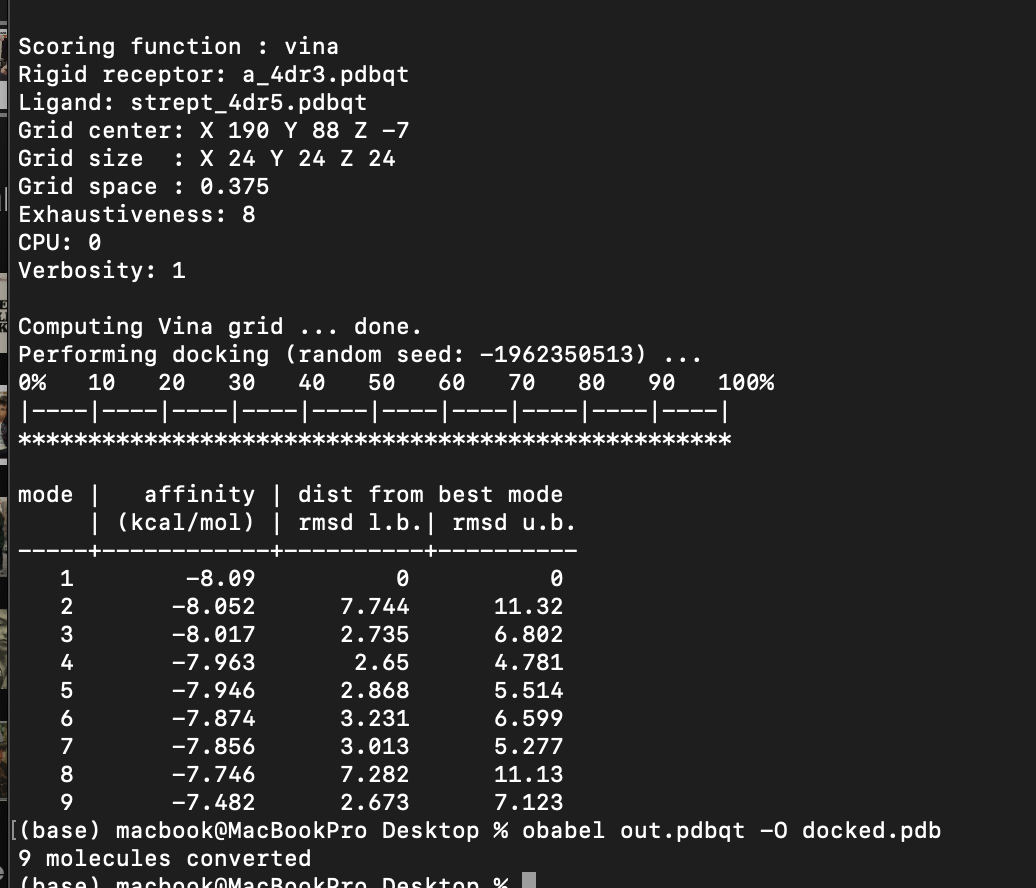 Scoring function : vina
Rigid receptor: a_4dr3.pdbqt
Ligand: strept_4dr5.pdbqt
Grid center: X 190 Y 88 Z -7
Grid size  : X 24 Y 24 Z 24
Grid space : 0.375
Exhaustiveness: 8
CPU: 0
Verbosity: 1
Computing Vina grid ... done.
Performing docking (random seed: -1962350513) ...
0%   10   20   30   40   50   60   70   80   90   100%
|----|----|----|----|----|----|----|----|----|----|
***************************************************
mode |   affinity | dist from best mode
     | (kcal/mol) | rmsd l.b.| rmsd u.b.
-----+------------+----------+----------
   1       -8.09          0          0
   2      -8.052      7.744      11.32
   3      -8.017      2.735      6.802
   4      -7.963       2.65      4.781
   5      -7.946      2.868      5.514
   6      -7.874      3.231      6.599
   7      -7.856      3.013      5.277
   8      -7.746      7.282      11.13
   9      -7.482      2.673      7.123
[(base) macbook@MacBookPro Desktop % obabel out.pdbqt -O docked.pdb
9 molecules converted
(base) macbook@MacBookPro Desktop %